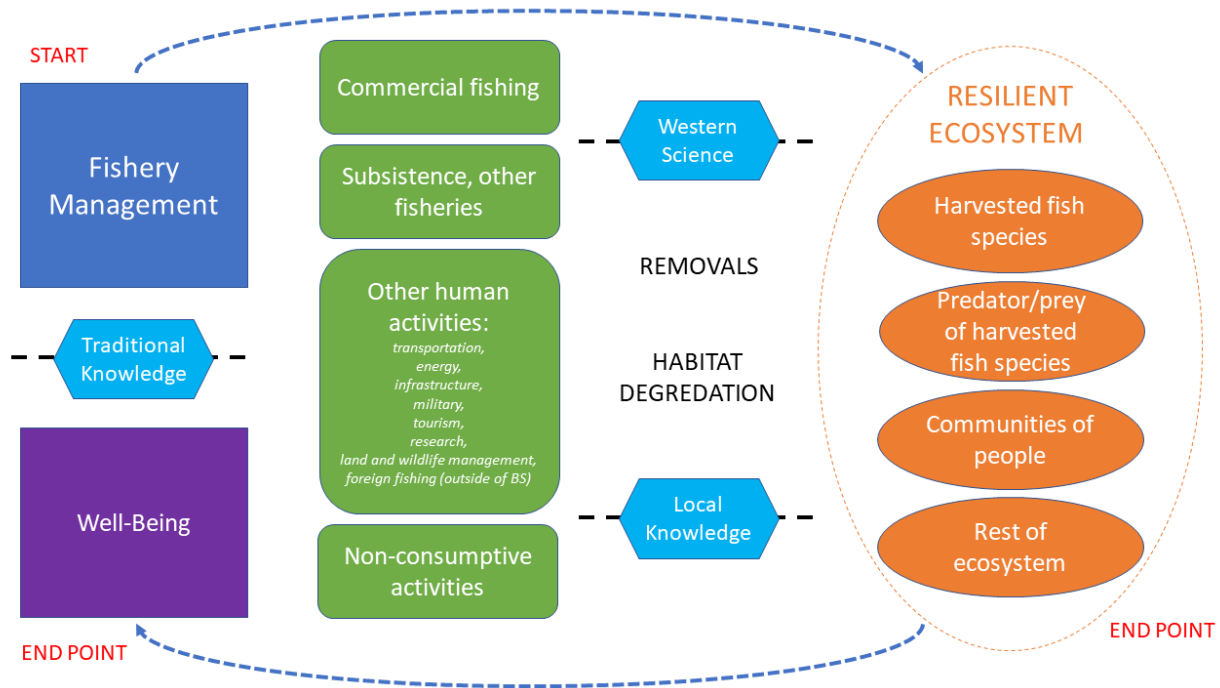 START
Fishery
Management
Traditional
Knowledge
Well-Being
END POINT
Commercial fishing
Subsistence, other
fisheries
Other human
activities:
transportation,
energy,
infrastructure,
military,
tourism,
research,
land and wildlife management,
foreign fishing (outside of BS)
Non-consumptive
activities
Western
Science
REMOVALS
HABITAT
DEGREDATION
Local
Knowledge
RESILIENT
ECOSYSTEM
Harvested fish
species
Predator/prey
of harvested
fish species
Communities of
people
Rest of
ecosystem
END POINT